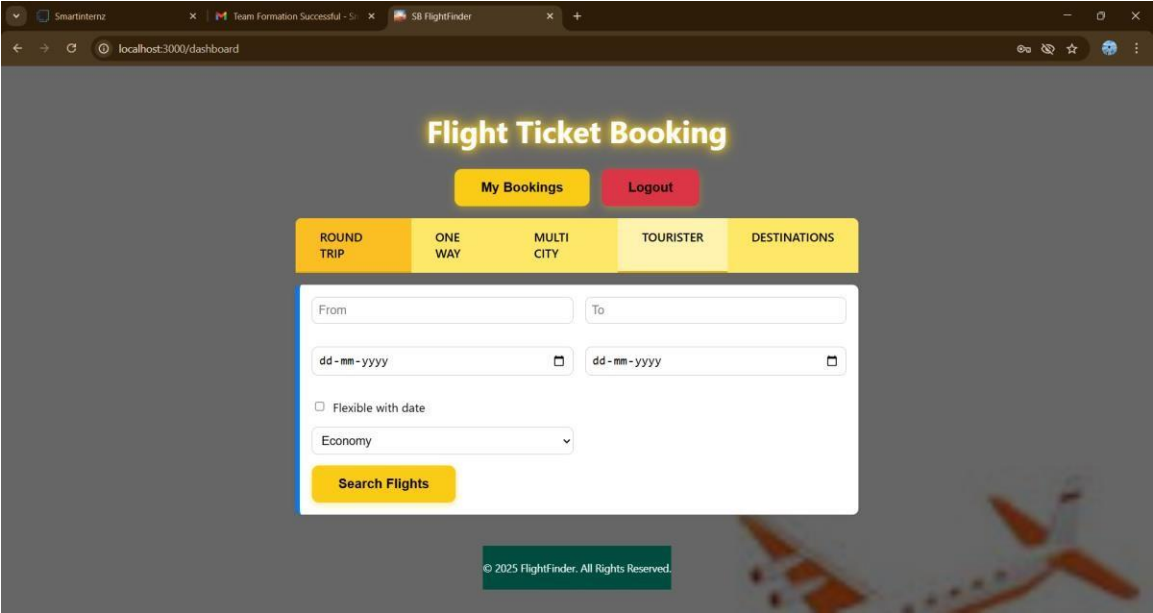 Smartinternz
Team Formation Successful - S
SB FlightFinder
localhost:3000/dashboard
Flight Ticket Booking
My Bookings
Logout
ROUND
TRIP
ONE
WAY
MULTI
CITY
TOURISTER
DESTINATIONS
From
To
dd-mm-yyyy
dd-mm-yyyy
Flexible with date
Economy
Search Flights
© 2025 FlightFinder. All Rights Reserved.